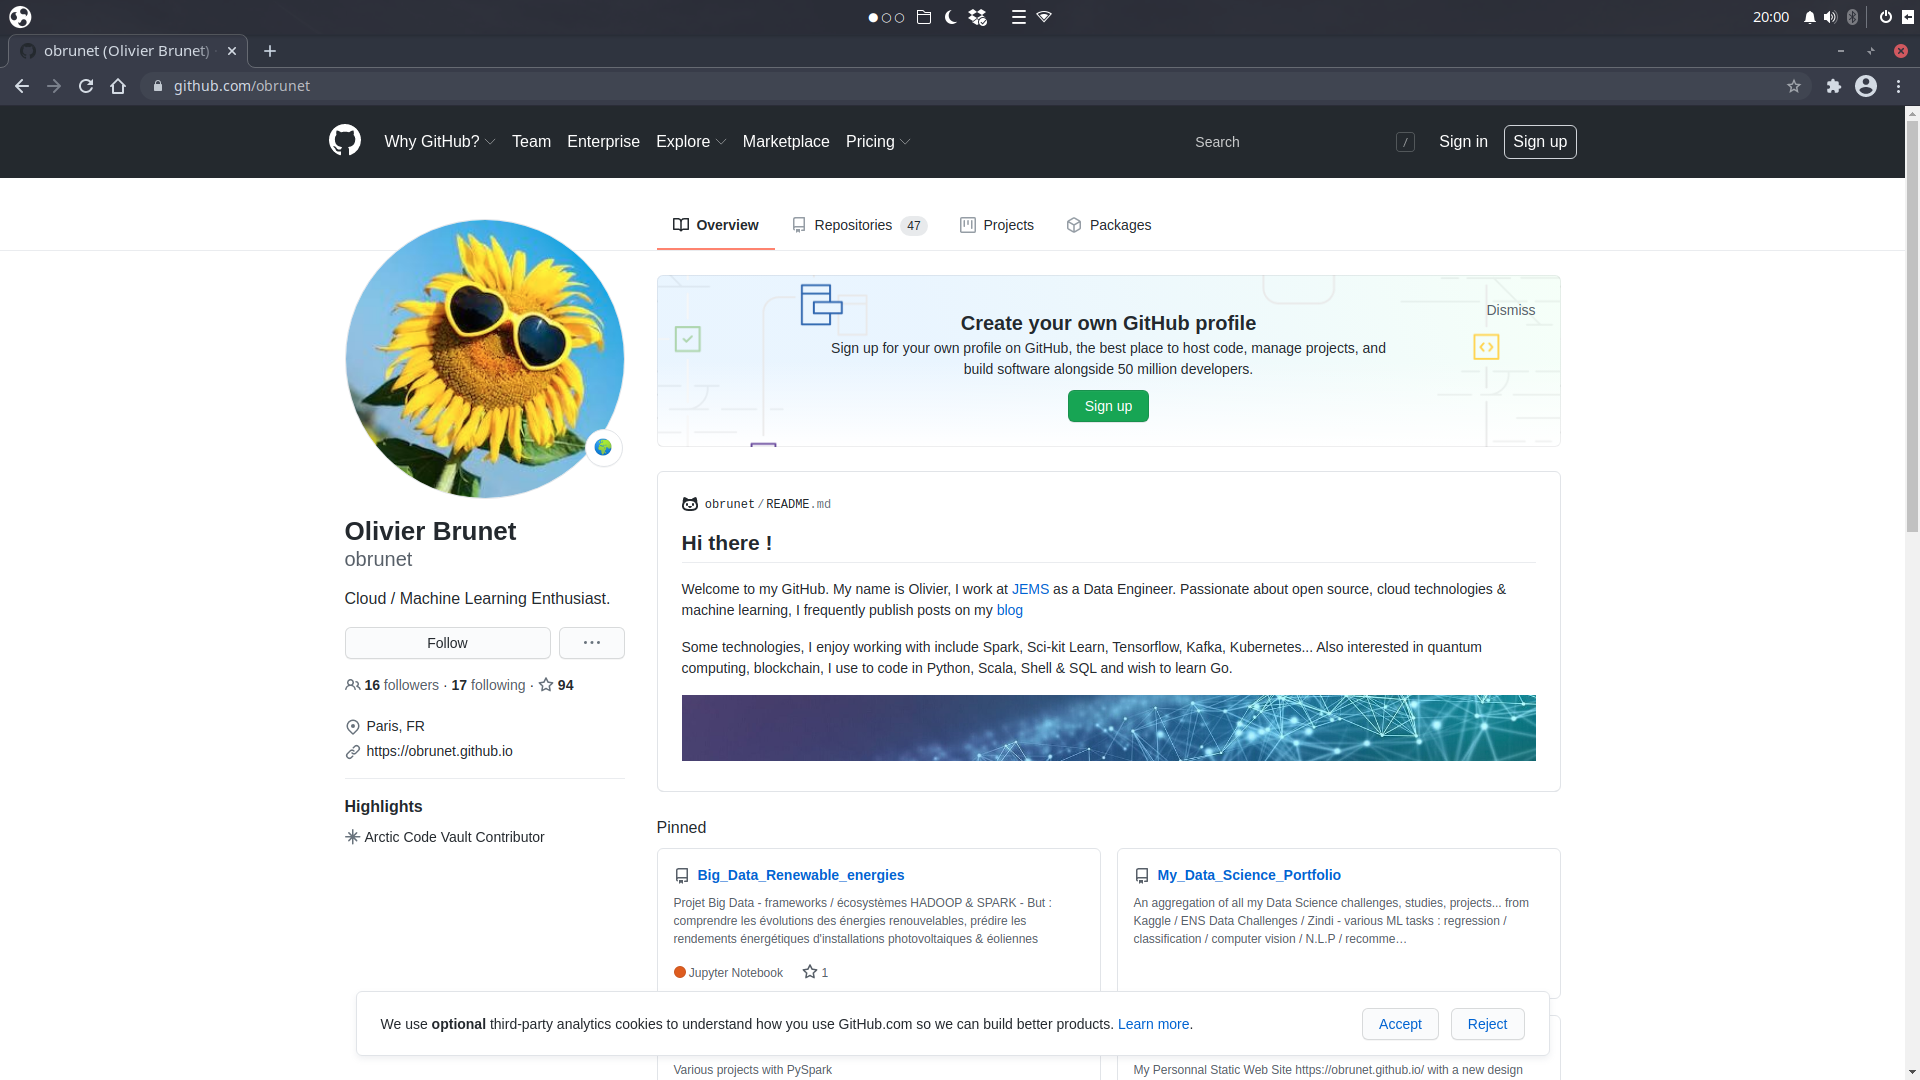 20:00
obrunet (Olivier Brunet) ·
github.com/obrunet
Why GitHub? Team Enterprise Explore Marketplace Pricing Search / Sign in Sign up
Overview Repositories 47 Projects Packages
Dismiss
Create your own GitHub profile
Sign up for your own profile on GitHub, the best place to host code, manage projects, and
build software alongside 50 million developers.
Sign up
Olivier Brunet
obrunet
Cloud / Machine Learning Enthusiast.
Follow
16 followers · 17 following · 94
Paris, FR
https://obrunet.github.io
Highlights
Arctic Code Vault Contributor
obrunet/README.md
Hi there !
Welcome to my GitHub. My name is Olivier, I work at JEMS as a Data Engineer. Passionate about open source, cloud technologies &
machine learning, I frequently publish posts on my blog
Some technologies, I enjoy working with include Spark, Sci-kit Learn, Tensorflow, Kafka, Kubernetes... Also interested in quantum
computing, blockchain, I use to code in Python, Scala, Shell & SQL and wish to learn Go.
Pinned
Big_Data_Renewable_energies
Projet Big Data - frameworks / écosystèmes HADOOP & SPARK - But :
comprendre les évolutions des énergies renouvelables, prédire les
rendements énergétiques d'installations photovoltaiques & éoliennes
Jupyter Notebook 1
My_Data_Science_Portfolio
An aggregation of all my Data Science challenges, studies, projects... from
Kaggle / ENS Data Challenges / Zindi - various ML tasks : regression /
classification / computer vision / N.L.P / recomme…
We use optional third-party analytics cookies to understand how you use GitHub.com so we can build better products. Learn more.
Accept Reject
Various projects with PySpark
My Personnal Static Web Site https://obrunet.github.io/ with a new design